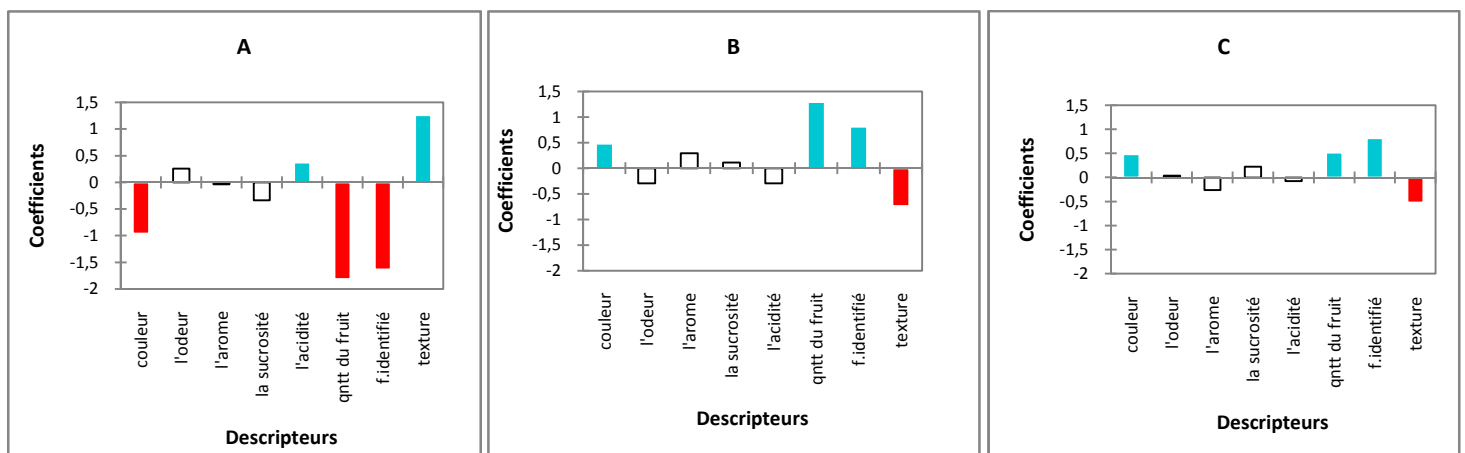 A
1,5
1
0,5
0
-0,5
-1
-1,5
-2
Coefficients
couleur
l'odeur
l'arome
la sucrosité
l'acidité
qntt du fruit
f.identifié
texture
Descripteurs
B
1,5
1
0,5
0
-0,5
-1
-1,5
-2
Coefficients
couleur
l'odeur
l'arome
la sucrosité
l'acidité
qntt du fruit
f.identifié
texture
Descripteurs
C
1,5
1
0,5
0
-0,5
-1
-1,5
-2
Coefficients
couleur
l'odeur
l'arome
la sucrosité
l'acidité
qntt du fruit
f.identifié
texture
Descripteurs